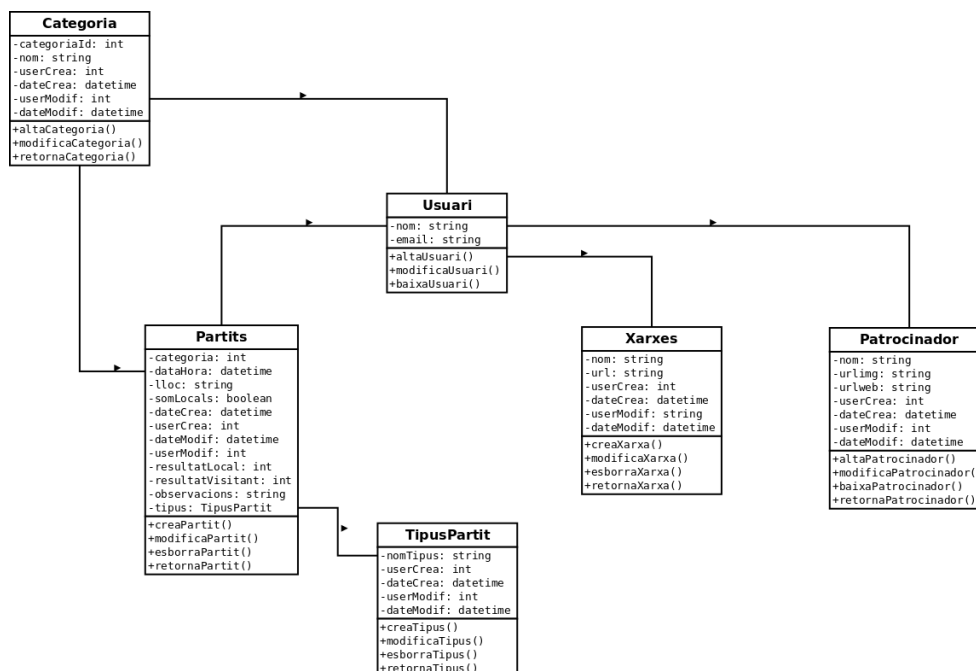 Categoria
-categoriaId: int
-nom: string
-userCrea: int
-dateCrea: datetime
-userModif: int
-dateModif: datetime
+altaCategoria()
+modificaCategoria()
+retornaCategoria()
Usuari
-nom: string
-email: string
+altaUsuari()
+modificaUsuari()
+baixaUsuari()
Partits
-categoria: int
-dataHora: datetime
-lloc: string
-somLocals: boolean
-dateCrea: datetime
-userCrea: int
-dateModif: datetime
-userModif: int
-resultatLocal: int
-resultatVisitant: int
-observacions: string
-tipus: TipusPartit
+creaPartit()
+modificaPartit()
+esborraPartit()
+retornaPartit()
Xarxes
-nom: string
-url: string
-userCrea: int
-dateCrea: datetime
-userModif: string
-dateModif: datetime
+creaXarxa()
+modificaXarxa()
+esborraXarxa()
+retornaXarxa()
Patrocinador
-nom: string
-urlimg: string
-urlweb: string
-userCrea: int
-dateCrea: datetime
-userModif: int
-dateModif: datetime
+altaPatrocinador()
+modificaPatrocinador(
+baixaPatrocinador()
+retornaPatrocinador()
TipusPartit
-nomTipus: string
-userCrea: int
-dateCrea: datetime
-userModif: int
-dateModif: datetime
+creaTipus()
+modificaTipus()
+esborraTipus()
+retornaTipus()